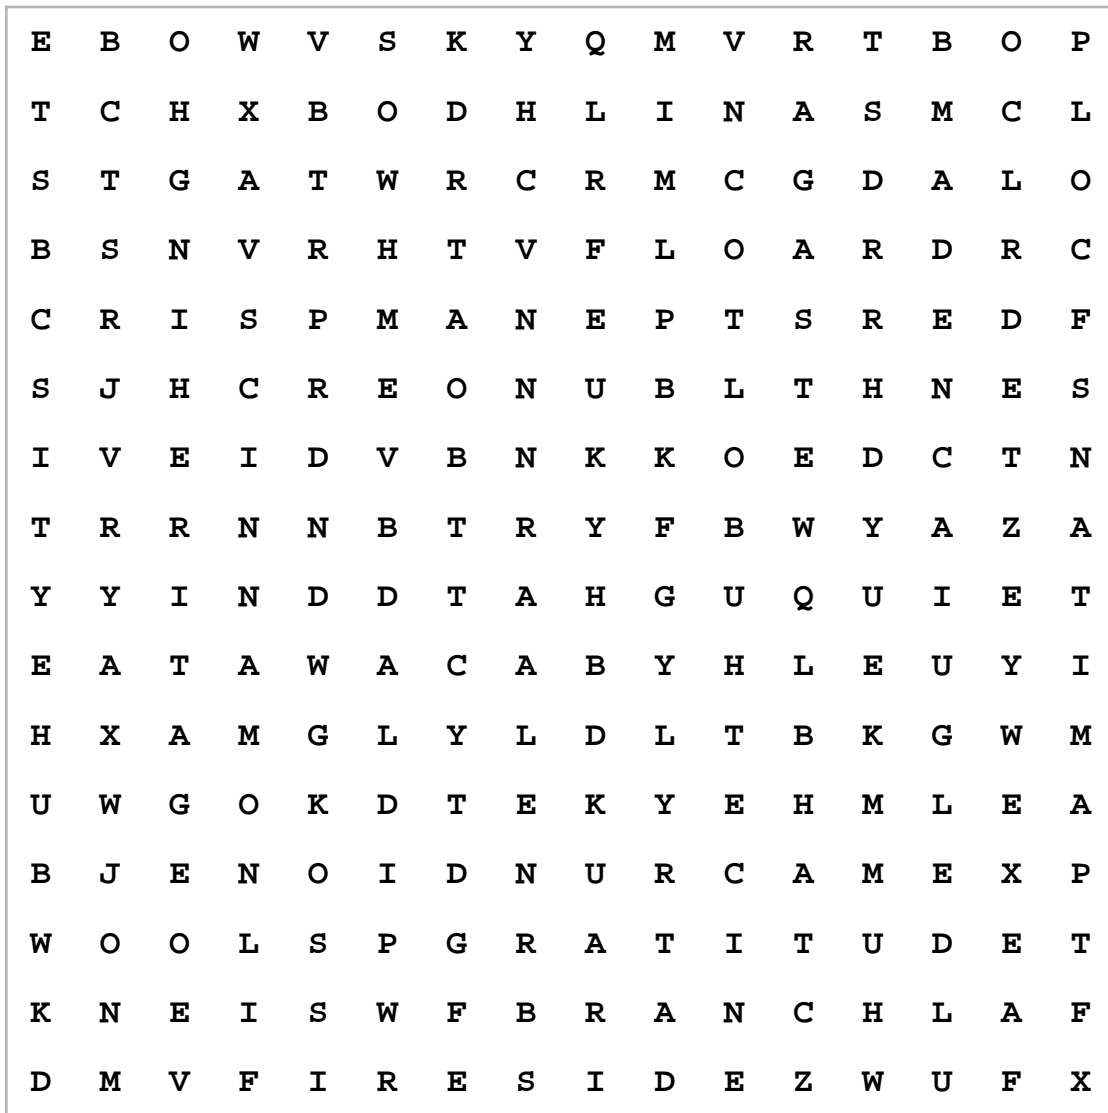 E B O W V S K Y Q M V R T B O P
T C H X B O D H L I N A S M C L
S T G A T W R C R M C G D A L O
B S N V R H T V F L O A R D R C
C R I S P M A N E P T S R E D F
S J H C R E O N U B L T H N E S
I V E I D V B N K K O E D C T N
T R R N N B T R Y F B W Y A Z A
Y Y I N D D T A H G U Q U I E T
E A T A W A C A B Y H L E U Y I
H X A M G L Y L D L T B K G W M
U W G O K D T E K Y E H M L E A
B J E N O I D N U R C A M E X P
W O O L S P G R A T I T U D E T
K N E I S W F B R A N C H L A F
D M V F I R E S I D E Z W U F X